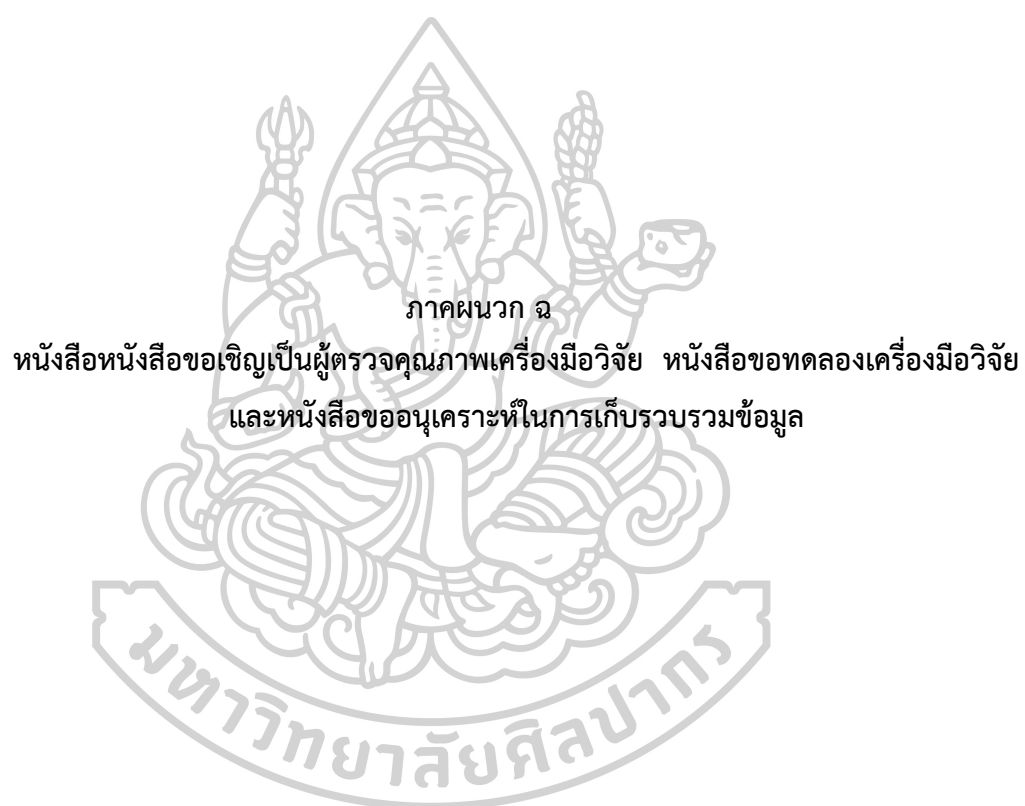 ภาคผนวก ฉ
หนังสือหนังสือขอเชิญเป็นผู้ตรวจคุณภาพเครื่องมือวิจัย หนังสือขอทดลองเครื่องมือวิจัย
และหนังสือขออนุเคราะห์ในการเก็บรวบรวมข้อมูล
มหาวิทยาลัยศิลปากร